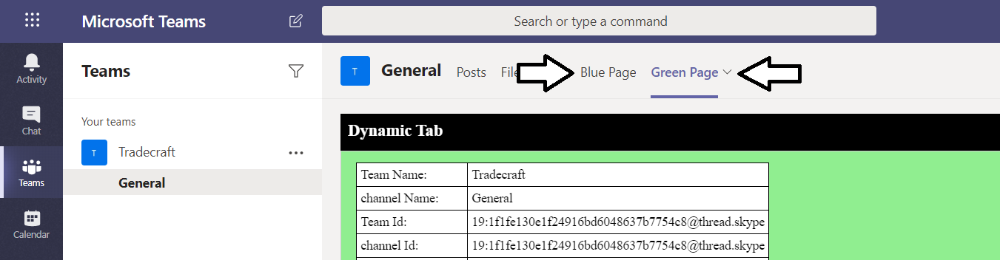 Microsoft Teams
Search or type a command
Activity
Chat
Teams
Calendar
Teams
Your teams
T Tradecraft
General
T General Posts Blue Page Green Page
Dynamic Tab
Team Name: Tradecraft
channel Name: General
Team Id: 19:1f1fe130e1f24916bd6048637b7754c8@thread.skype
channel Id: 19:1f1fe130e1f24916bd6048637b7754c8@thread.skype